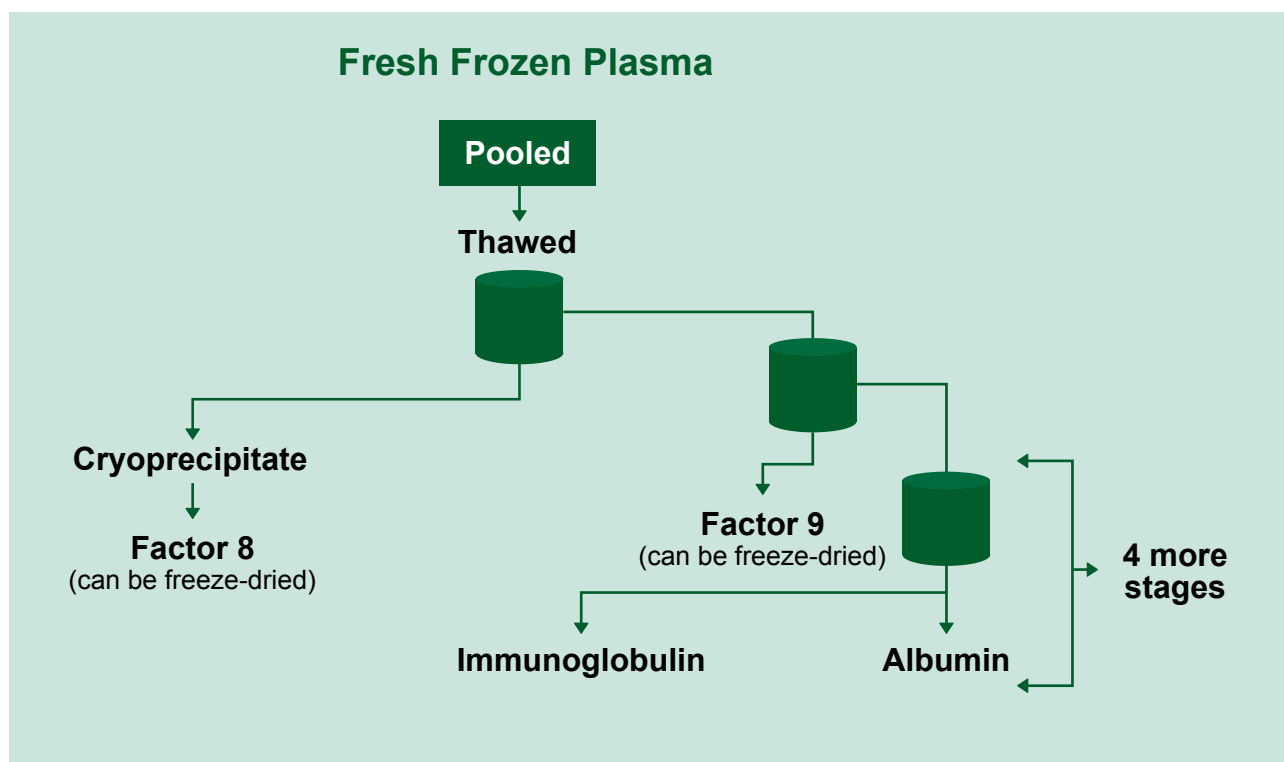 Fresh Frozen Plasma
Pooled
Thawed
Cryoprecipitate
Factor 8
(can be freeze-dried)
Factor 9
(can be freeze-dried)
4 more
stages
Immunoglobulin
Albumin